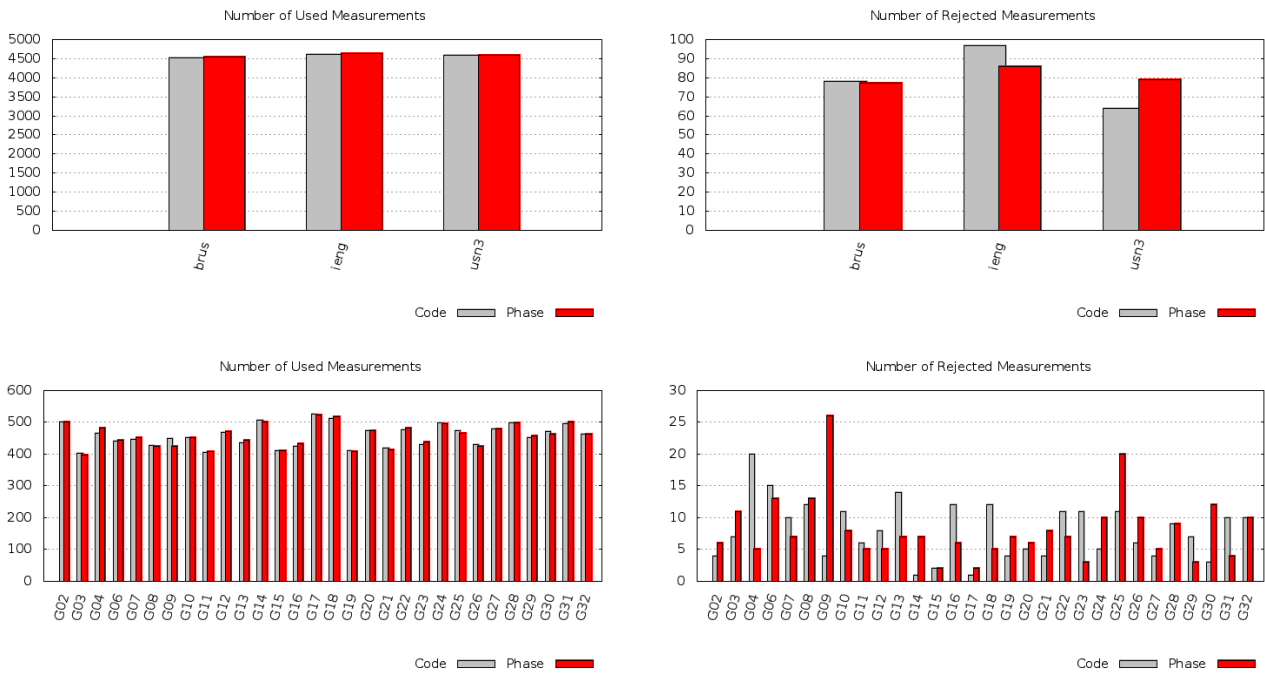 Number of Used Measurements
5000
4500
4000
3500
3000
2500
2000
1500
1000
500
0
brus
ieng
usn3
Code Phase
Number of Rejected Measurements
100
90
80
70
60
50
40
30
20
10
0
brus
ieng
usn3
Code Phase
Number of Used Measurements
600
500
400
300
200
100
0
G02 G03 G04 G06 G07 G08 G09 G10 G11 G12 G13 G14 G15 G16 G17 G18 G19 G20 G21 G22 G23 G24 G25 G26 G27 G28 G29 G30 G31 G32
Code Phase
Number of Rejected Measurements
30
25
20
15
10
5
0
G02 G03 G04 G06 G07 G08 G09 G10 G11 G12 G13 G14 G15 G16 G17 G18 G19 G20 G21 G22 G23 G24 G25 G26 G27 G28 G29 G30 G31 G32
Code Phase